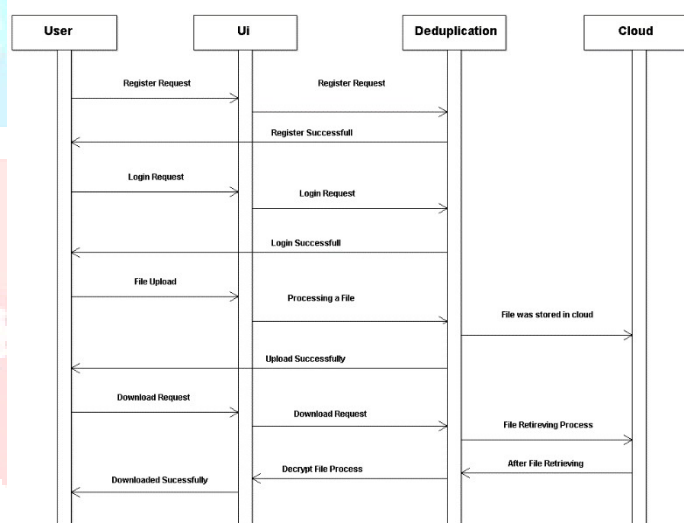 User
Ui
Deduplication
Cloud
Register Request
Register Request
Register Successfull
Login Request
Login Request
Login Successfull
File Upload
Processing a File
File was stored in cloud
Upload Successfully
Download Request
Download Request
File Retireving Process
After File Retrieving
Decrypt File Process
Downloaded Sucessfully